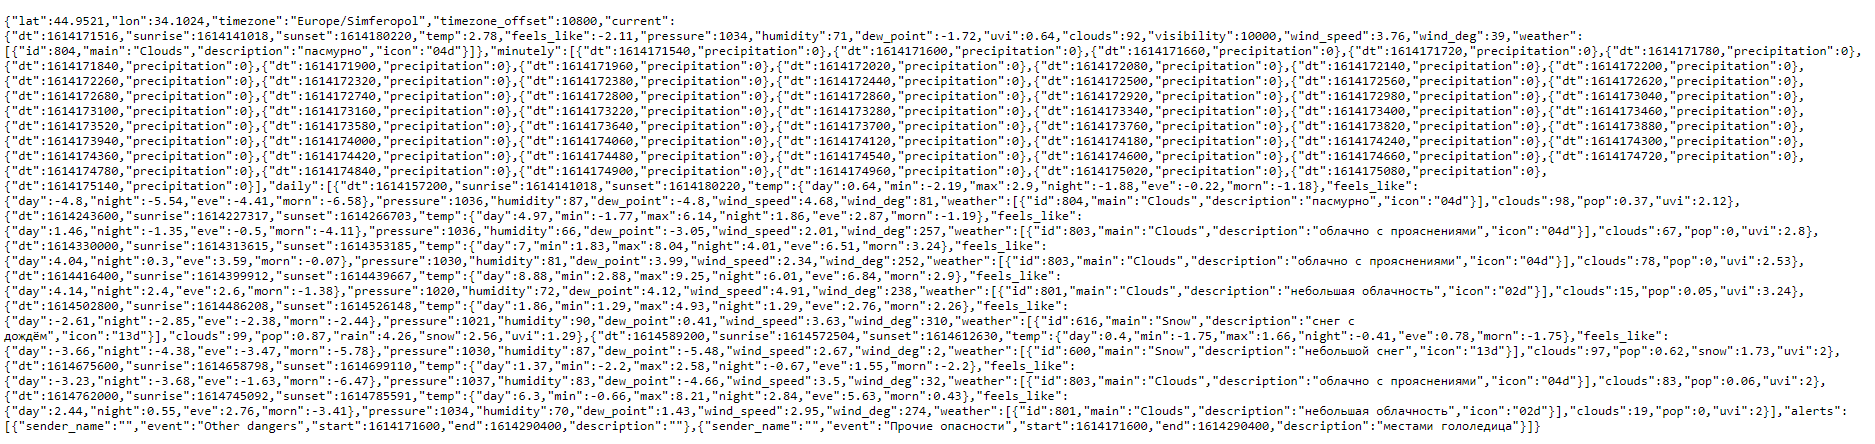 {"lat":44.9521,"lon":34.1024,"timezone":"Europe/Simferopol","timezone_offset":10800,"current":
{"dt":1614171516,"sunrise":1614141018,"sunset":1614180220,"temp":2.78,"feels_like":-2.11,"pressure":1034,"humidity":71,"dew_point":-1.72,"uvi":0.64,"clouds":92,"visibility":10000,"wind_speed":3.76,"wind_deg":39,"weather":
[{"id":804,"main":"Clouds","description":"пасмурно","icon":"04d"}]},"minutely":[{"dt":1614171540,"precipitation":0},{"dt":1614171600,"precipitation":0},{"dt":1614171660,"precipitation":0},{"dt":1614171720,"precipitation":0},{"dt":1614171780,"precipitation":0},
{"dt":1614171840,"precipitation":0},{"dt":1614171900,"precipitation":0},{"dt":1614171960,"precipitation":0},{"dt":1614172020,"precipitation":0},{"dt":1614172080,"precipitation":0},{"dt":1614172140,"precipitation":0},{"dt":1614172200,"precipitation":0},
{"dt":1614172260,"precipitation":0},{"dt":1614172320,"precipitation":0},{"dt":1614172380,"precipitation":0},{"dt":1614172440,"precipitation":0},{"dt":1614172500,"precipitation":0},{"dt":1614172560,"precipitation":0},{"dt":1614172620,"precipitation":0},
{"dt":1614172680,"precipitation":0},{"dt":1614172740,"precipitation":0},{"dt":1614172800,"precipitation":0},{"dt":1614172860,"precipitation":0},{"dt":1614172920,"precipitation":0},{"dt":1614172980,"precipitation":0},{"dt":1614173040,"precipitation":0},
{"dt":1614173100,"precipitation":0},{"dt":1614173160,"precipitation":0},{"dt":1614173220,"precipitation":0},{"dt":1614173280,"precipitation":0},{"dt":1614173340,"precipitation":0},{"dt":1614173400,"precipitation":0},{"dt":1614173460,"precipitation":0},
{"dt":1614173520,"precipitation":0},{"dt":1614173580,"precipitation":0},{"dt":1614173640,"precipitation":0},{"dt":1614173700,"precipitation":0},{"dt":1614173760,"precipitation":0},{"dt":1614173820,"precipitation":0},{"dt":1614173880,"precipitation":0},
{"dt":1614173940,"precipitation":0},{"dt":1614174000,"precipitation":0},{"dt":1614174060,"precipitation":0},{"dt":1614174120,"precipitation":0},{"dt":1614174180,"precipitation":0},{"dt":1614174240,"precipitation":0},{"dt":1614174300,"precipitation":0},
{"dt":1614174360,"precipitation":0},{"dt":1614174420,"precipitation":0},{"dt":1614174480,"precipitation":0},{"dt":1614174540,"precipitation":0},{"dt":1614174600,"precipitation":0},{"dt":1614174660,"precipitation":0},{"dt":1614174720,"precipitation":0},
{"dt":1614174780,"precipitation":0},{"dt":1614174840,"precipitation":0},{"dt":1614174900,"precipitation":0},{"dt":1614174960,"precipitation":0},{"dt":1614175020,"precipitation":0},{"dt":1614175080,"precipitation":0},
{"dt":1614175140,"precipitation":0}],"daily":[{"dt":1614157200,"sunrise":1614141018,"sunset":1614180220,"temp":{"day":0.64,"min":-2.19,"max":2.9,"night":-1.88,"eve":-0.22,"morn":-1.18},"feels_like":
{"day":-4.8,"night":-5.54,"eve":-4.41,"morn":-6.58},"pressure":1036,"humidity":87,"dew_point":-4.8,"wind_speed":4.68,"wind_deg":81,"weather":[{"id":804,"main":"Clouds","description":"пасмурно","icon":"04d"}],"clouds":98,"pop":0.37,"uvi":2.12},
{"dt":1614243600,"sunrise":1614227317,"sunset":1614266703,"temp":{"day":4.97,"min":-1.77,"max":6.14,"night":1.86,"eve":2.87,"morn":-1.19},"feels_like":
{"day":1.46,"night":-1.35,"eve":-0.5,"morn":-4.11},"pressure":1036,"humidity":66,"dew_point":-3.05,"wind_speed":2.01,"wind_deg":257,"weather":[{"id":803,"main":"Clouds","description":"облачно с прояснениями","icon":"04d"}],"clouds":67,"pop":0,"uvi":2.8},
{"dt":1614330000,"sunrise":1614313615,"sunset":1614353185,"temp":{"day":7,"min":1.83,"max":8.04,"night":4.01,"eve":6.51,"morn":3.24},"feels_like":
{"day":4.04,"night":0.3,"eve":3.59,"morn":-0.07},"pressure":1030,"humidity":81,"dew_point":3.99,"wind_speed":2.34,"wind_deg":252,"weather":[{"id":803,"main":"Clouds","description":"облачно с прояснениями","icon":"04d"}],"clouds":78,"pop":0,"uvi":2.53},
{"dt":1614416400,"sunrise":1614399912,"sunset":1614439667,"temp":{"day":8.88,"min":2.88,"max":9.25,"night":6.01,"eve":6.84,"morn":2.9},"feels_like":
{"day":4.14,"night":2.4,"eve":2.6,"morn":-1.38},"pressure":1020,"humidity":72,"dew_point":4.12,"wind_speed":4.91,"wind_deg":238,"weather":[{"id":801,"main":"Clouds","description":"небольшая облачность","icon":"02d"}],"clouds":15,"pop":0.05,"uvi":3.24},
{"dt":1614502800,"sunrise":1614486208,"sunset":1614526148,"temp":{"day":1.86,"min":1.29,"max":4.93,"night":1.29,"eve":2.76,"morn":2.26},"feels_like":
{"day":-2.61,"night":-2.85,"eve":-2.38,"morn":-2.44},"pressure":1021,"humidity":90,"dew_point":0.41,"wind_speed":3.63,"wind_deg":310,"weather":[{"id":616,"main":"Snow","description":"снег с
дождём","icon":"13d"}],"clouds":99,"pop":0.87,"rain":4.26,"snow":2.56,"uvi":1.29},{"dt":1614589200,"sunrise":1614572504,"sunset":1614612630,"temp":{"day":0.4,"min":-1.75,"max":1.66,"night":-0.41,"eve":0.78,"morn":-1.75},"feels_like":
{"day":-3.66,"night":-4.38,"eve":-3.47,"morn":-5.78},"pressure":1030,"humidity":87,"dew_point":-5.48,"wind_speed":2.67,"wind_deg":2,"weather":[{"id":600,"main":"Snow","description":"небольшой снег","icon":"13d"}],"clouds":97,"pop":0.62,"snow":1.73,"uvi":2},
{"dt":1614675600,"sunrise":1614658798,"sunset":1614699110,"temp":{"day":1.37,"min":-2.2,"max":2.58,"night":-0.67,"eve":1.55,"morn":-2.2},"feels_like":
{"day":-3.23,"night":-3.68,"eve":-1.63,"morn":-6.47},"pressure":1037,"humidity":83,"dew_point":-4.66,"wind_speed":3.5,"wind_deg":32,"weather":[{"id":803,"main":"Clouds","description":"облачно с прояснениями","icon":"04d"}],"clouds":83,"pop":0.06,"uvi":2},
{"dt":1614762000,"sunrise":1614745092,"sunset":1614785591,"temp":{"day":6.3,"min":-0.66,"max":8.21,"night":2.84,"eve":5.63,"morn":0.43},"feels_like":
{"day":2.44,"night":0.55,"eve":2.76,"morn":-3.41},"pressure":1034,"humidity":70,"dew_point":1.43,"wind_speed":2.95,"wind_deg":274,"weather":[{"id":801,"main":"Clouds","description":"небольшая облачность","icon":"02d"}],"clouds":19,"pop":0,"uvi":2}],"alerts":
[{"sender_name":"","event":"Other dangers","start":1614171600,"end":1614290400,"description":""},{"sender_name":"","event":"Прочие опасности","start":1614171600,"end":1614290400,"description":"местами гололедица"}]}